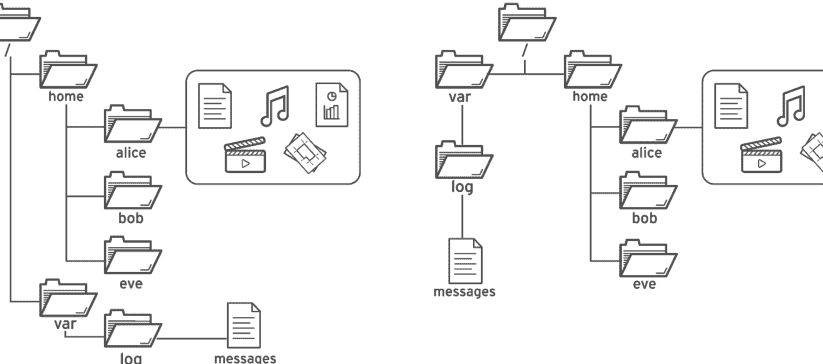 /
home
alice
bob
eve
var
log
messages
/
var
home
alice
log
bob
eve
messages